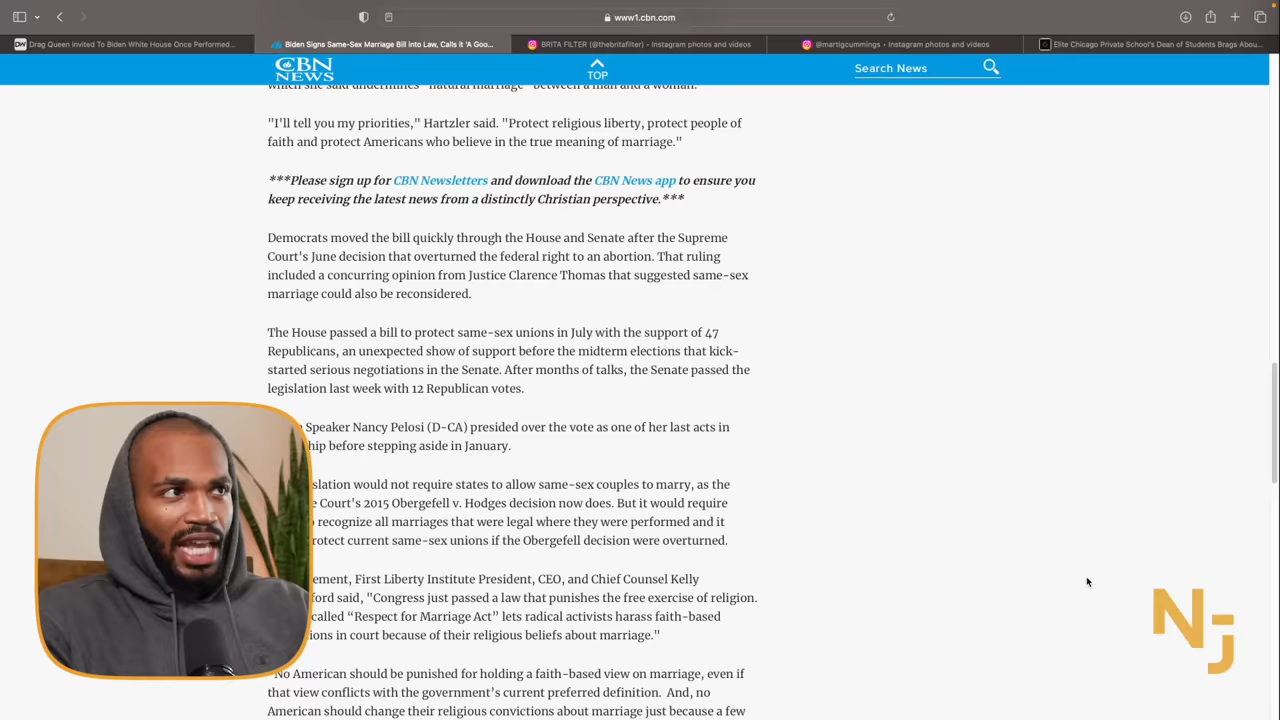 www1.cbn.com
DW Drag Queen Invited To Biden White House Once Performed...
Biden Signs Same-Sex Marriage Bill into Law, Calls it 'A Goo...
BRITA FILTER (@thebritafilter) • Instagram photos and videos
@martigcummings • Instagram photos and videos
Elite Chicago Private School's Dean of Students Brags Abou...
CBN NEWS
TOP
Search News
which she said undermines "natural marriage" between a man and a woman.
"I'll tell you my priorities," Hartzler said. "Protect religious liberty, protect people of
faith and protect Americans who believe in the true meaning of marriage."
***Please sign up for CBN Newsletters and download the CBN News app to ensure you
keep receiving the latest news from a distinctly Christian perspective.***
Democrats moved the bill quickly through the House and Senate after the Supreme
Court's June decision that overturned the federal right to an abortion. That ruling
included a concurring opinion from Justice Clarence Thomas that suggested same-sex
marriage could also be reconsidered.
The House passed a bill to protect same-sex unions in July with the support of 47
Republicans, an unexpected show of support before the midterm elections that kick-
started serious negotiations in the Senate. After months of talks, the Senate passed the
legislation last week with 12 Republican votes.
Speaker Nancy Pelosi (D-CA) presided over the vote as one of her last acts in
hip before stepping aside in January.
slation would not require states to allow same-sex couples to marry, as the
e Court's 2015 Obergefell v. Hodges decision now does. But it would require
o recognize all marriages that were legal where they were performed and it
rotect current same-sex unions if the Obergefell decision were overturned.
ement, First Liberty Institute President, CEO, and Chief Counsel Kelly
ford said, "Congress just passed a law that punishes the free exercise of religion.
called “Respect for Marriage Act” lets radical activists harass faith-based
ions in court because of their religious beliefs about marriage."
"No American should be punished for holding a faith-based view on marriage, even if
that view conflicts with the government’s current preferred definition. And, no
American should change their religious convictions about marriage just because a few
N-J